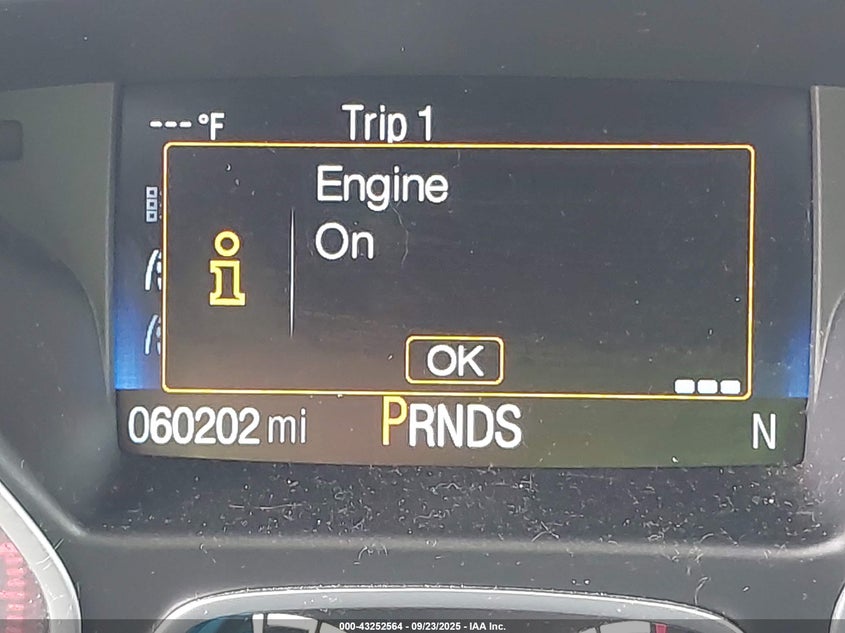 ---°F Trip 1
Engine
On
OK
060202 mi PRNDS N
000-43252564 - 09/23/2025 - IAA Inc.